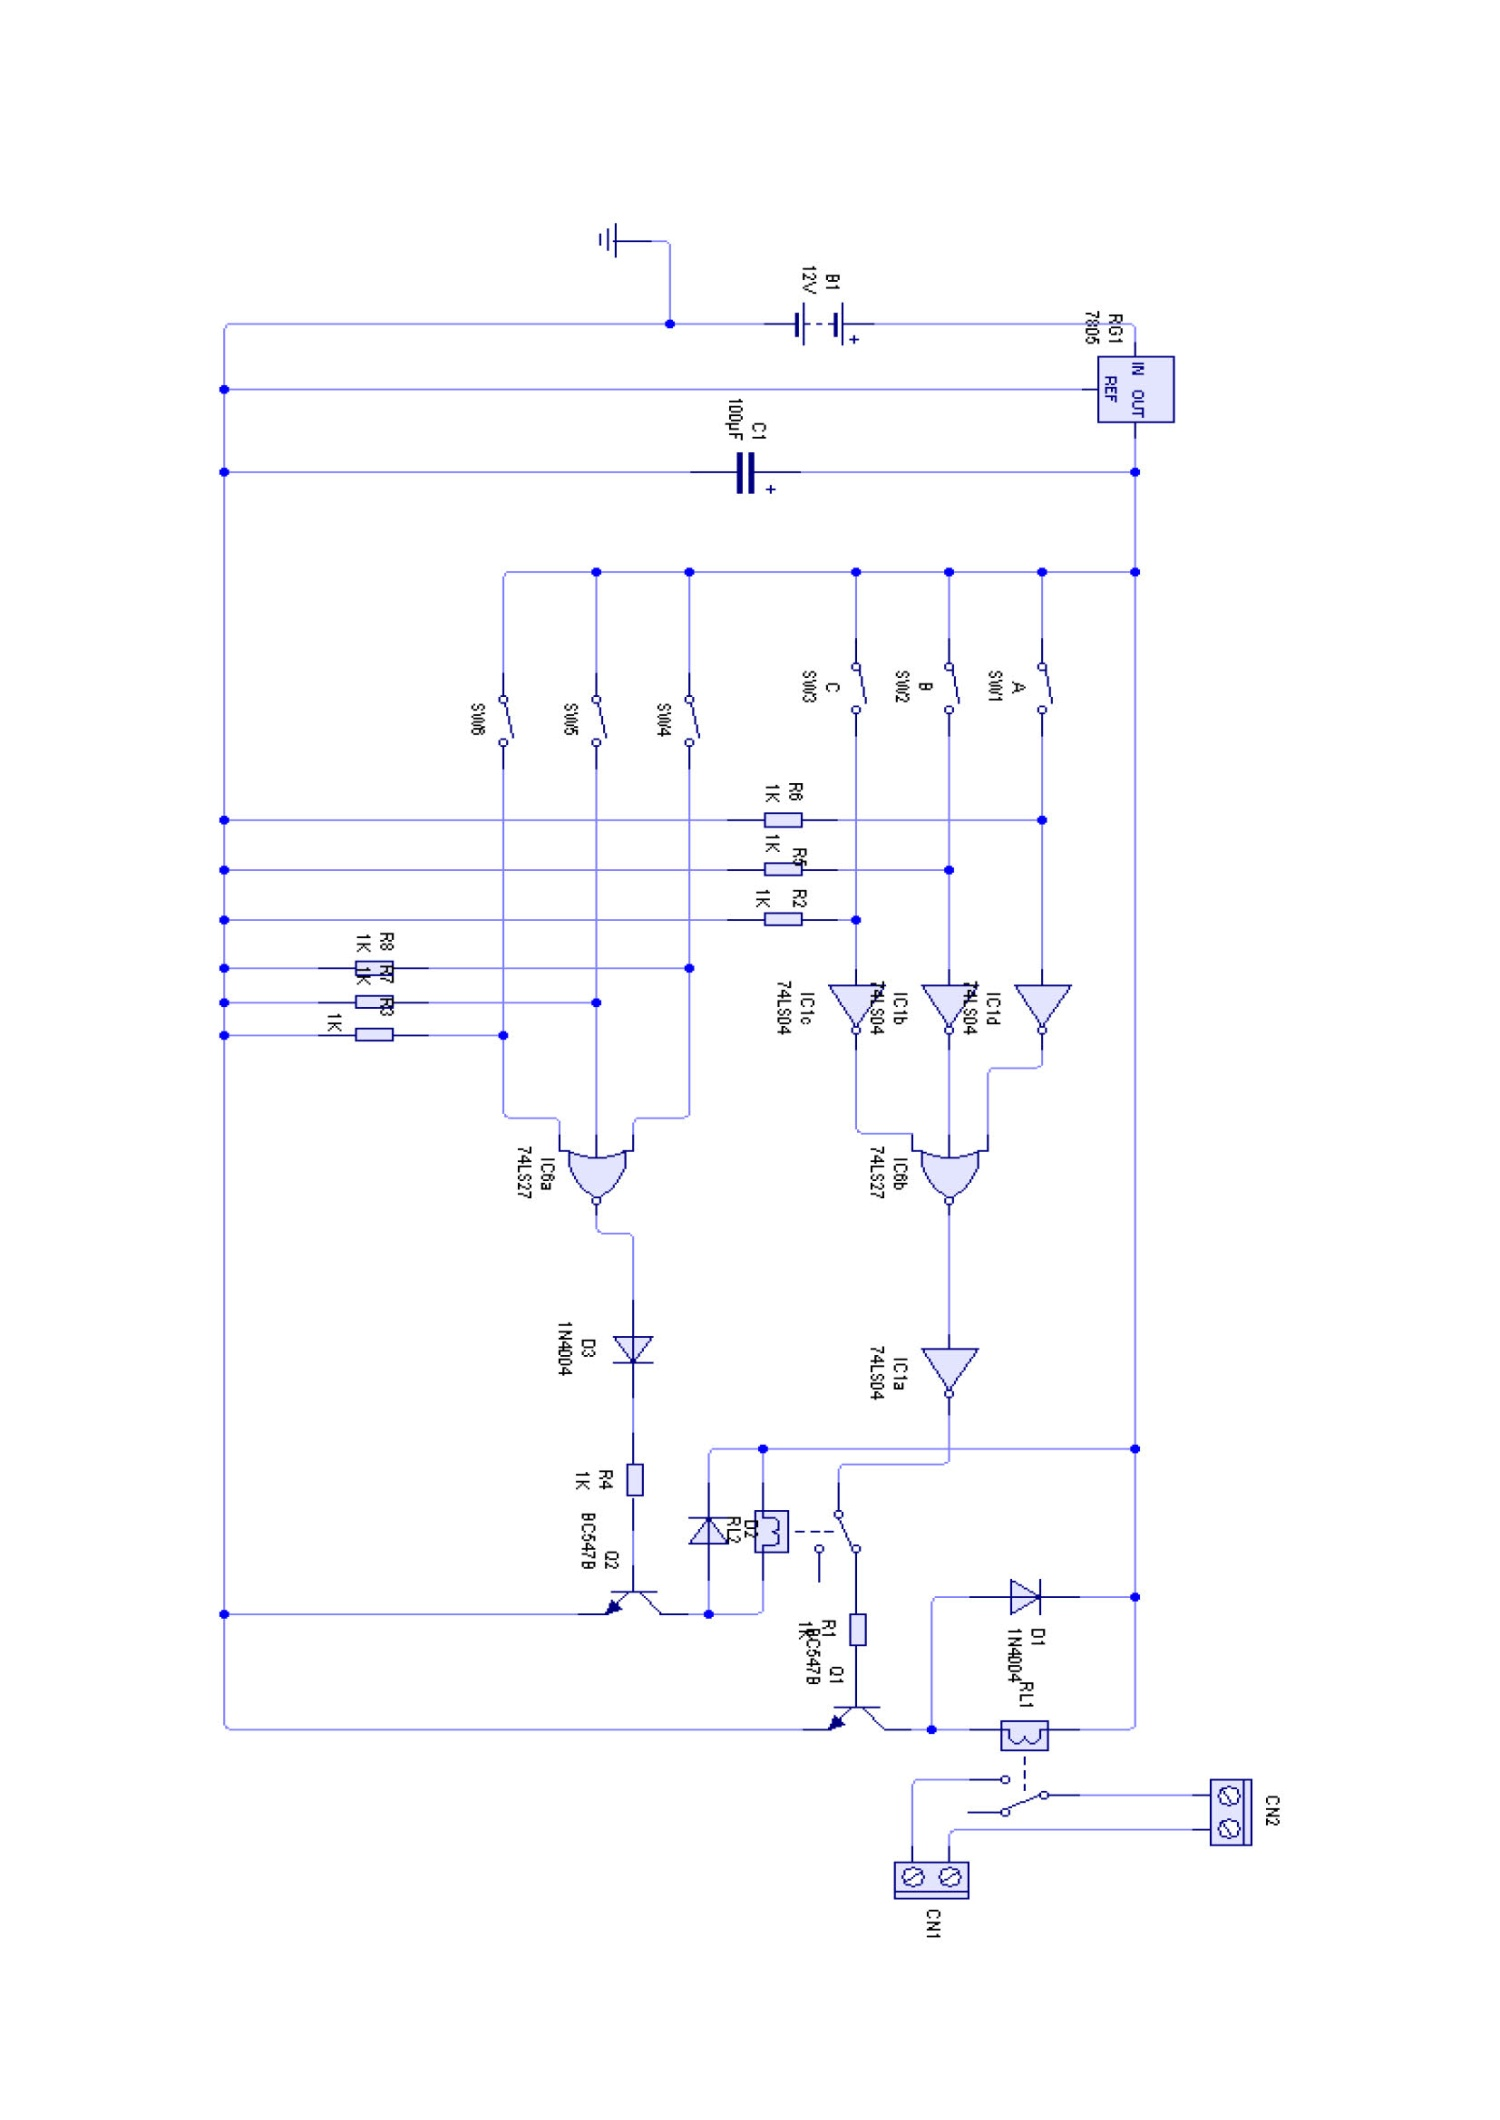 B1
12V
+
RG1
7805
IN OUT
REF
C1
100µF
+
A
SW1
B
SW2
C
SW3
SW4
SW5
SW6
R6
1K
R5
1K
R2
1K
R8
1K
R7
1K
R3
1K
IC1d
74LS04
IC1b
74LS04
IC1c
74LS04
IC6b
74LS27
IC6a
74LS27
IC1a
74LS04
D3
1N4004
R4
1K
Q2
BC547B
D2
RL2
R1
1K
Q1
BC547B
D1
1N4004
RL1
CN2
CN1